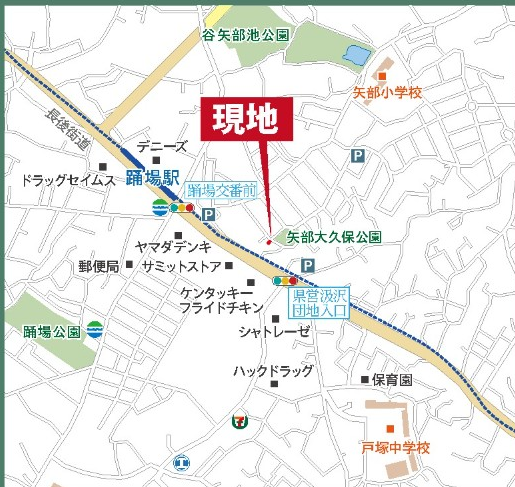 谷矢部池公園
矢部小学校
現地
長後街道
デニーズ
P
ドラッグセイムス
踊場駅
踊場交番前
P
矢部大久保公園
ヤマダデンキ
郵便局
サミットストア
P
ケンタッキー
フライドチキン
県営汲沢
団地入口
踊場公園
シャトレーゼ
ハックドラッグ
保育園
7
戸塚中学校